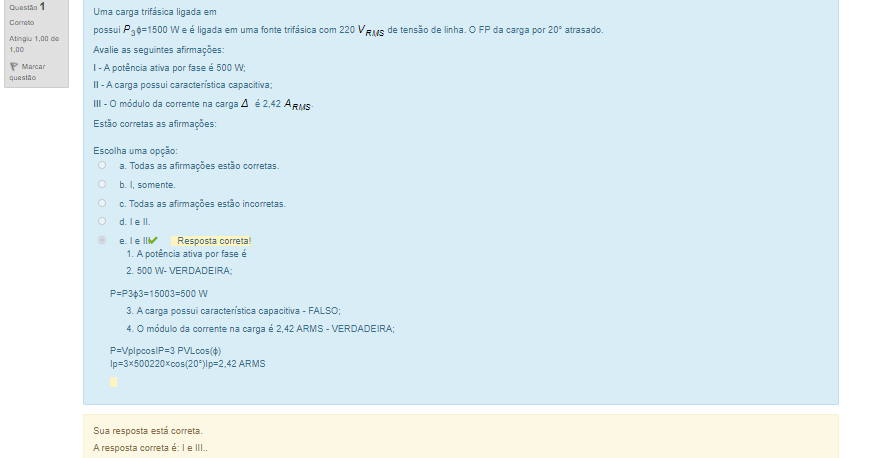 Questão 1
Correto
Atingiu 1,00 de
1,00
Marcar
questão
Uma carga trifásica ligada em
possui P3ϕ=1500 W e é ligada em uma fonte trifásica com 220 VRMS de tensão de linha. O FP da carga por 20° atrasado.
Avalie as seguintes afirmações:
I - A potência ativa por fase é 500 W;
II - A carga possui característica capacitiva;
III - O módulo da corrente na carga Δ é 2,42 ARMS.
Estão corretas as afirmações:
Escolha uma opção:
a. Todas as afirmações estão corretas.
b. I, somente.
c. Todas as afirmações estão incorretas.
d. I e II.
e. I e III Resposta correta!
1. A potência ativa por fase é
2. 500 W- VERDADEIRA;
P=P3ϕ3=15003=500 W
3. A carga possui característica capacitiva - FALSO;
4. O módulo da corrente na carga é 2,42 ARMS - VERDADEIRA;
P=VpIpcosIP=3 PVLcos(ϕ)
Ip=3×500220×cos(20°)Ip=2,42 ARMS
Sua resposta está correta.
A resposta correta é: I e III..